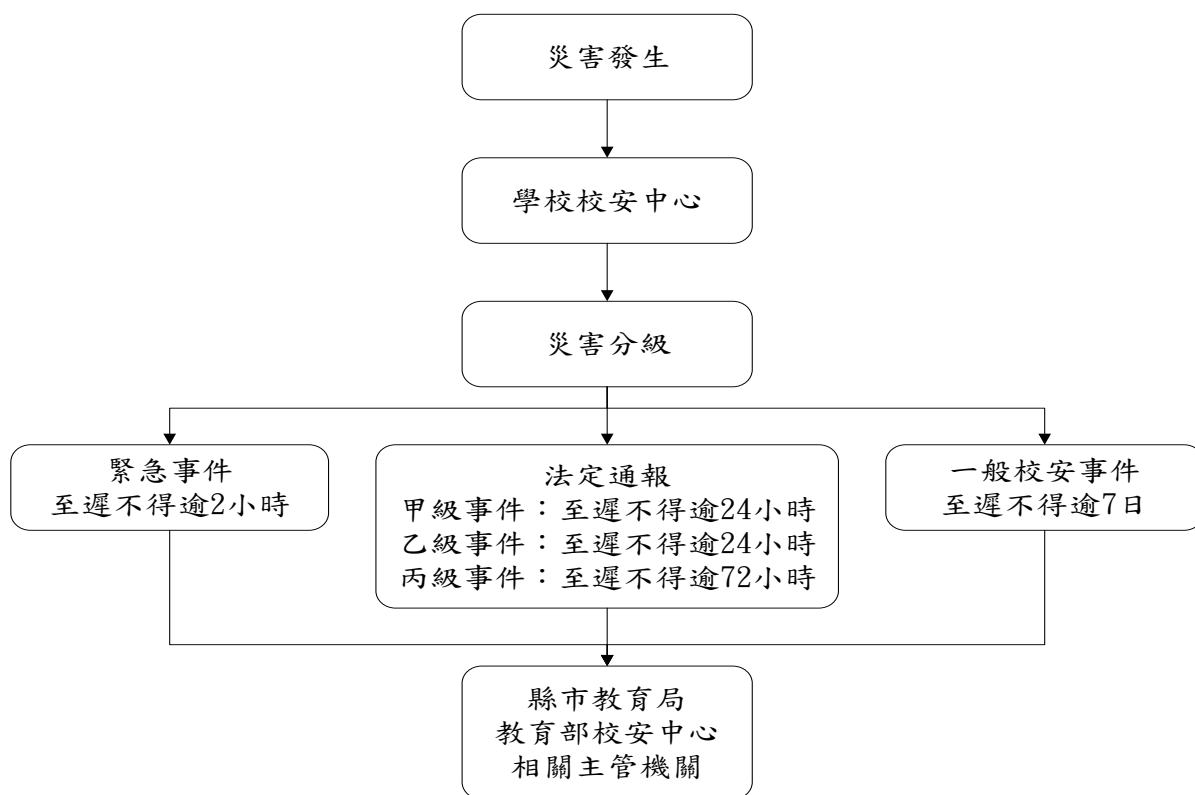 災害發生
學校校安中心
災害分級
緊急事件
至遲不得逾2小時
法定通報
甲級事件：至遲不得逾24小時
乙級事件：至遲不得逾24小時
丙級事件：至遲不得逾72小時
一般校安事件
至遲不得逾7日
縣市教育局
教育部校安中心
相關主管機關